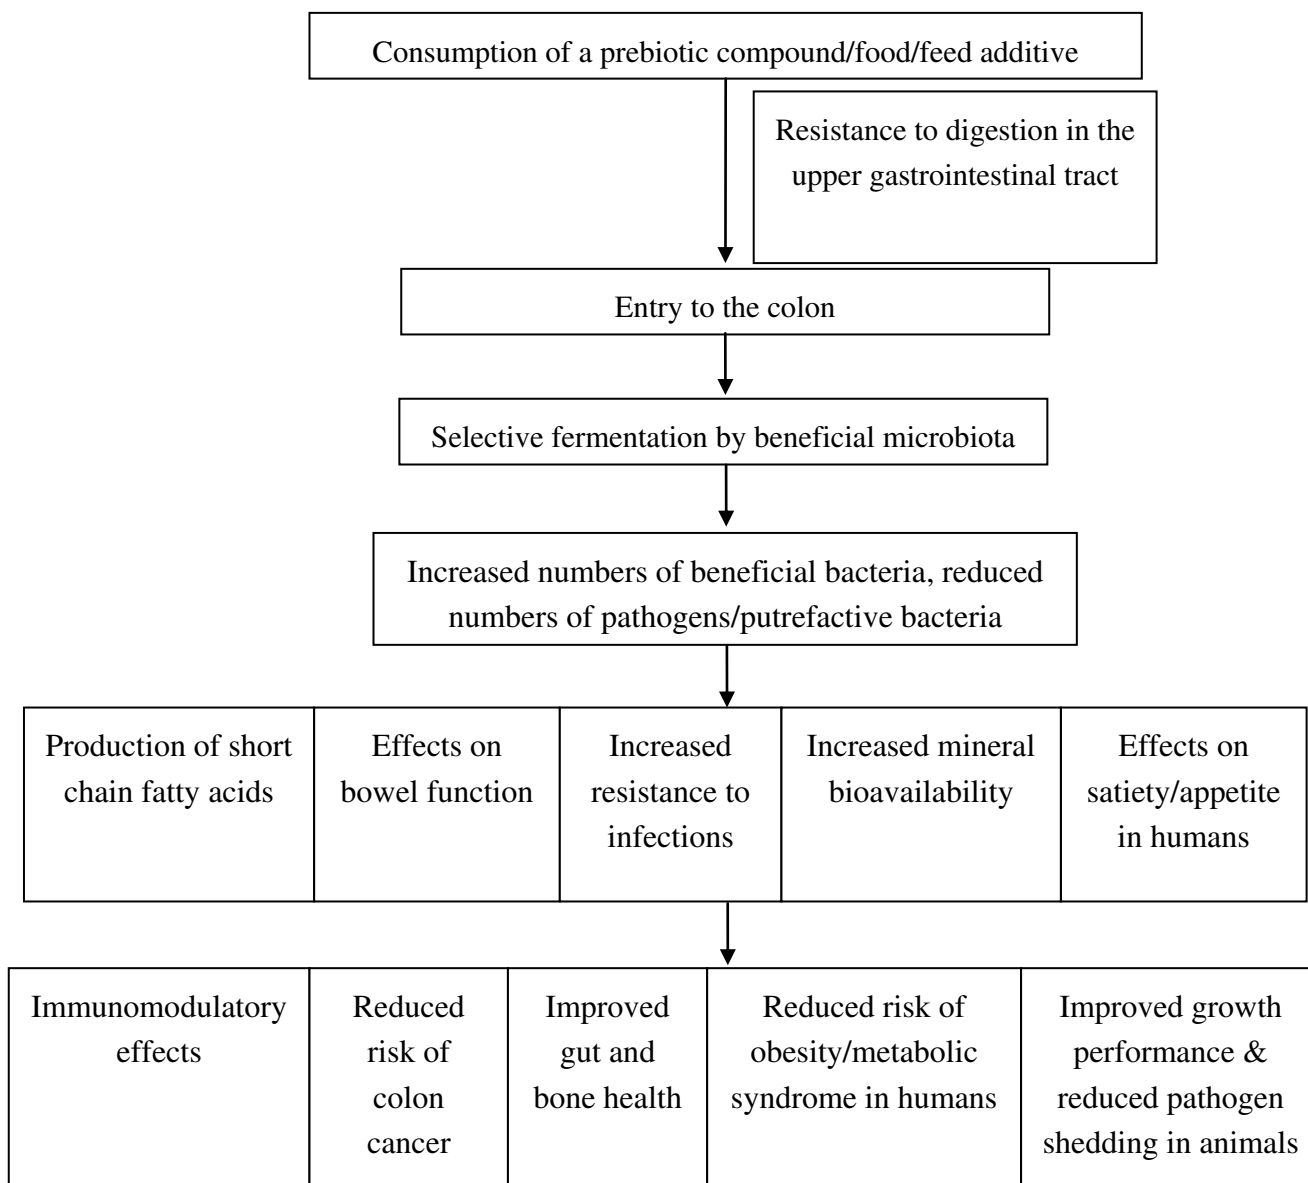 Consumption of a prebiotic compound/food/feed additive
Resistance to digestion in the
upper gastrointestinal tract
Entry to the colon
Selective fermentation by beneficial microbiota
Increased numbers of beneficial bacteria, reduced
numbers of pathogens/putrefactive bacteria
Production of short
chain fatty acids
Effects on
bowel function
Increased
resistance to
infections
Increased mineral
bioavailability
Effects on
satiety/appetite
in humans
Immunomodulatory
effects
Reduced
risk of
colon
cancer
Improved
gut and
bone health
Reduced risk of
obesity/metabolic
syndrome in humans
Improved growth
performance &
reduced pathogen
shedding in animals